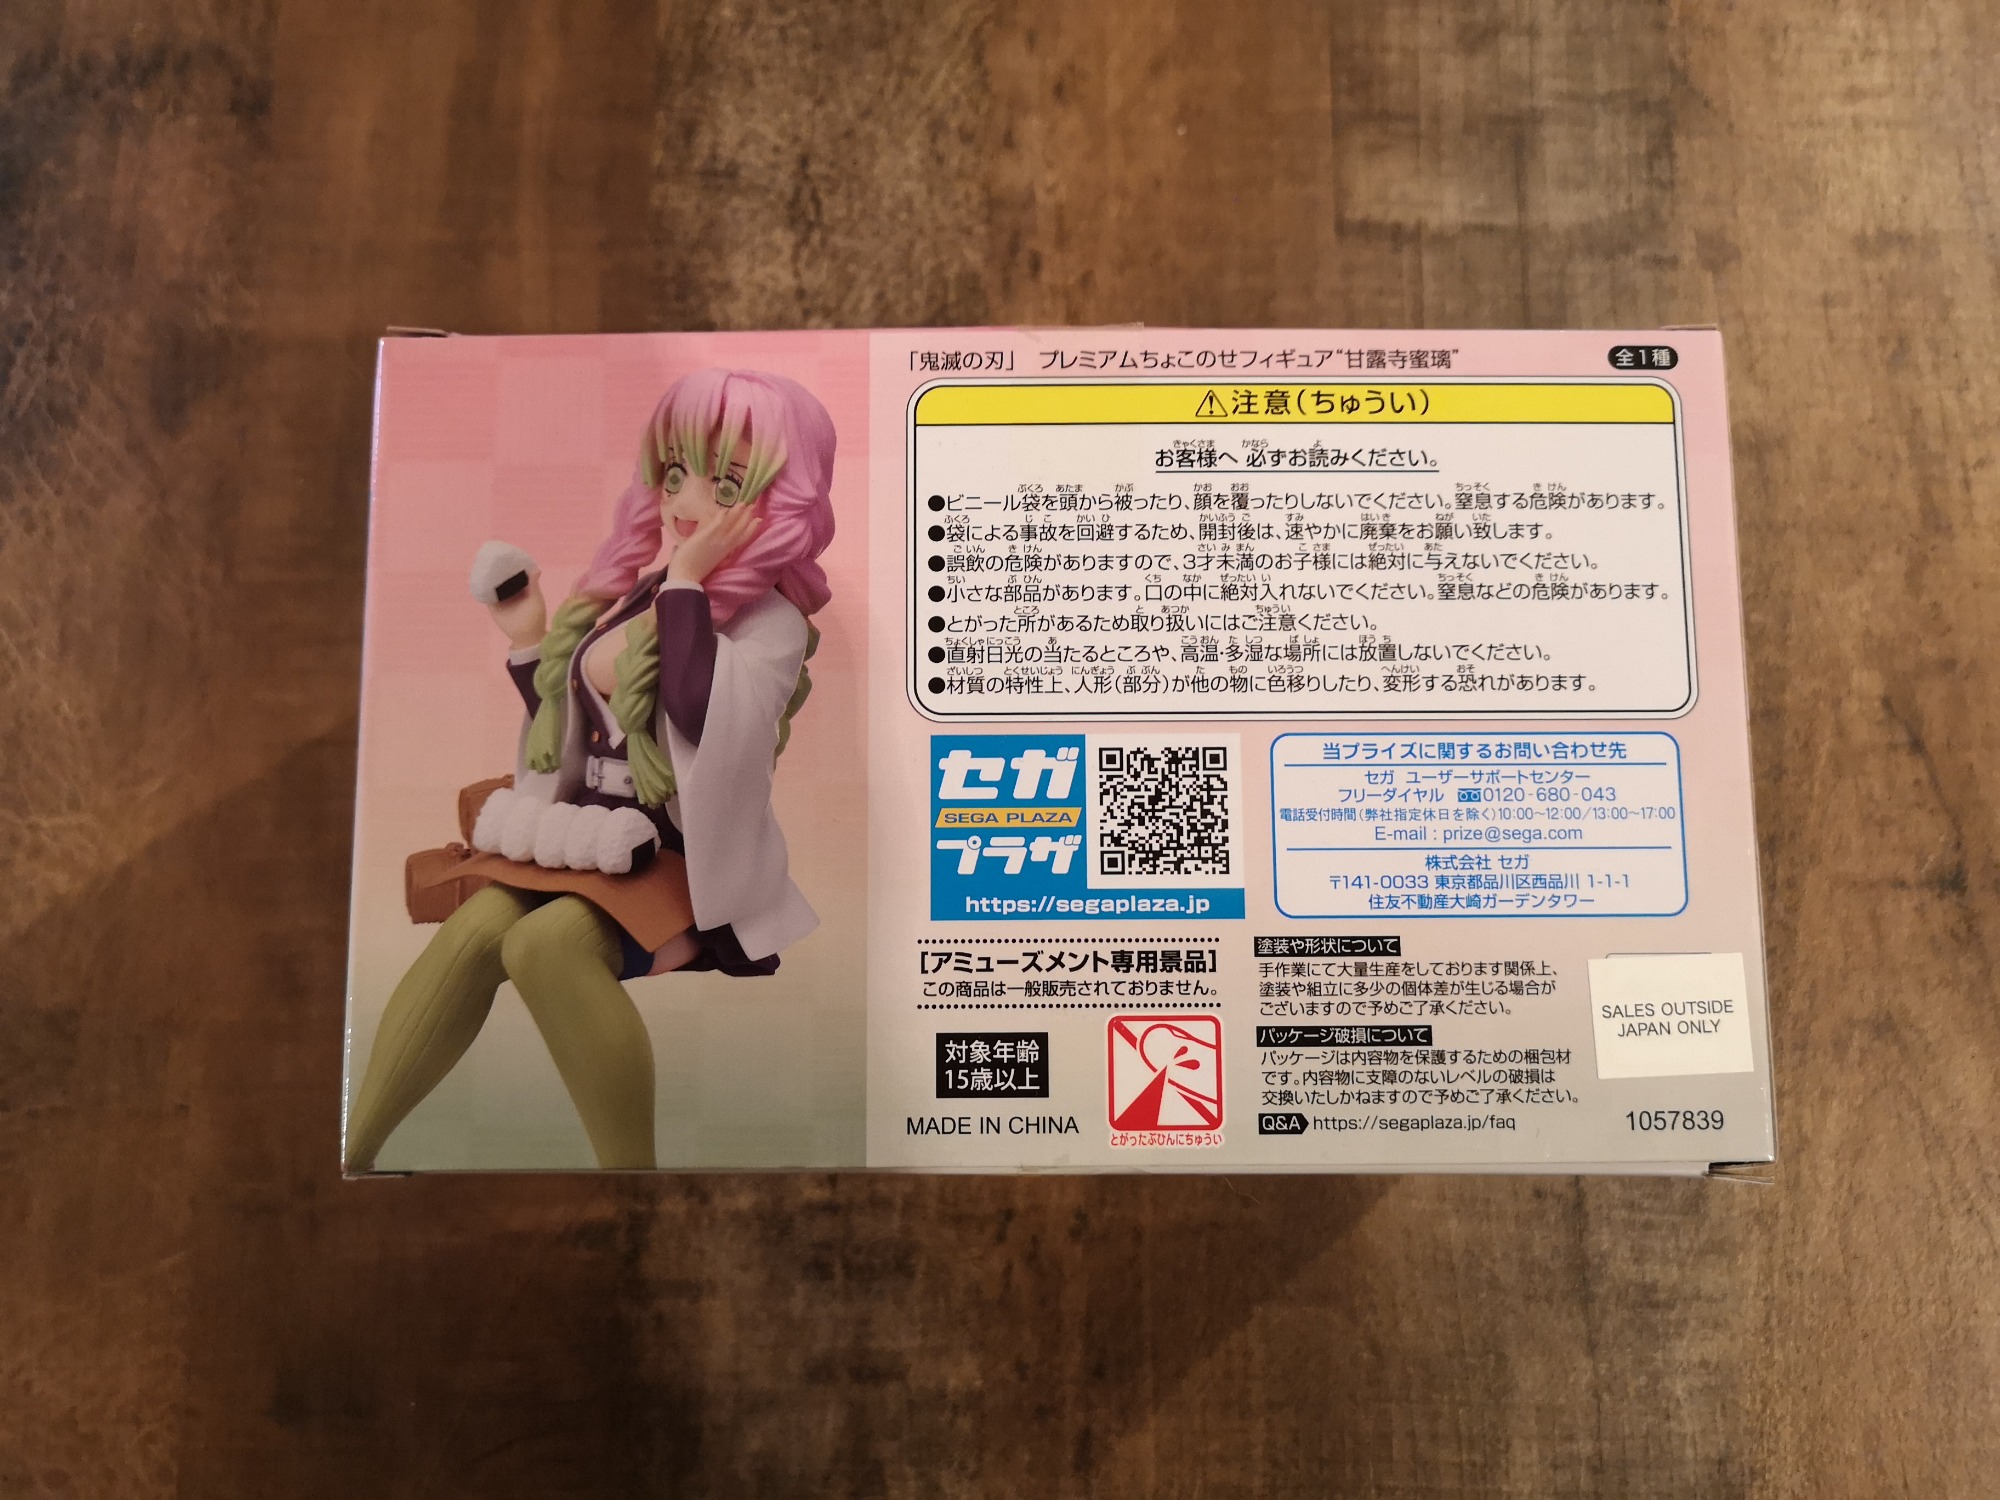 「鬼滅の刃」 プレミアムちょこのせフィギュア“甘露寺蜜璃”
全1種
⚠注意(ちゅうい)
お客様へ 必ずお読みください。
●ビニール袋を頭から被ったり、顔を覆ったりしないでください。窒息する危険があります。
●袋による事故を回避するため、開封後は、速やかに廃棄をお願い致します。
●誤飲の危険がありますので、3才未満のお子様には絶対に与えないでください。
●小さな部品があります。口の中に絶対入れないでください。窒息などの危険があります。
●とがった所があるため取り扱いにはご注意ください。
●直射日光の当たるところや、高温・多湿な場所には放置しないでください。
●材質の特性上、人形(部分)が他の物に色移りしたり、変形する恐れがあります。
セガ
SEGA PLAZA
プラザ
https://segaplaza.jp
当プライズに関するお問い合わせ先
セガ ユーザーサポートセンター
フリーダイヤル 0120-680-043
電話受付時間(弊社指定休日を除く)10:00~12:00/13:00~17:00
E-mail : prize@sega.com
株式会社 セガ
〒141-0033 東京都品川区西品川 1-1-1
住友不動産大崎ガーデンタワー
[アミューズメント専用景品]
この商品は一般販売されておりません。
対象年齢
15歳以上
MADE IN CHINA
とがったぶひんにちゅうい
塗装や形状について
手作業にて大量生産をしております関係上、
塗装や組立に多少の個体差が生じる場合が
ございますので予めご了承ください。
パッケージ破損について
パッケージは内容物を保護するための梱包材
です。内容物に支障のないレベルの破損は
交換いたしかねますので予めご了承ください。
Q&A https://segaplaza.jp/faq
SALES OUTSIDE
JAPAN ONLY
1057839